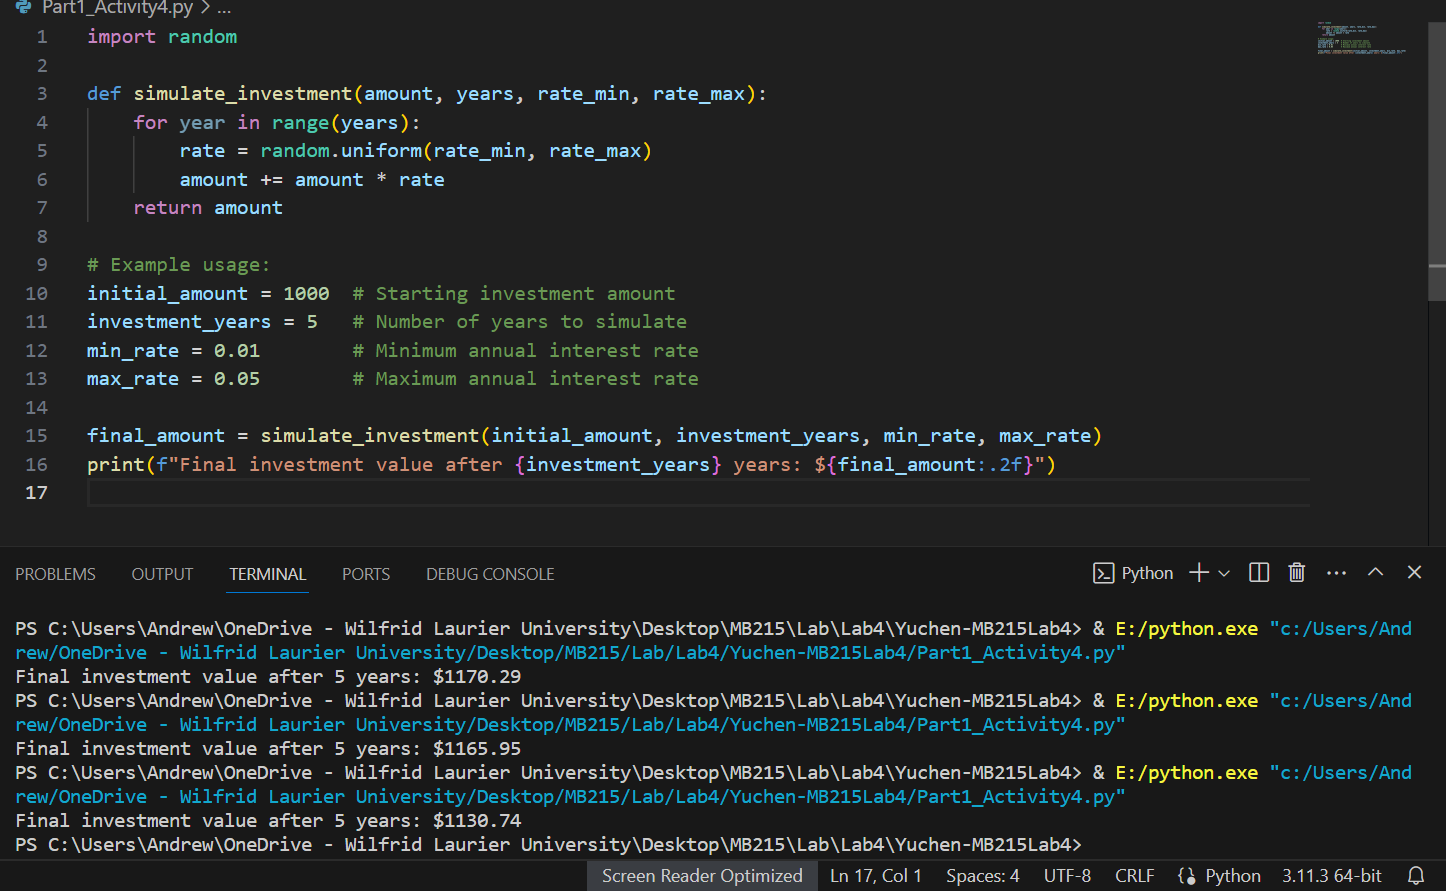 Part1_Activity4.py > ...
1 import random
2
3 def simulate_investment(amount, years, rate_min, rate_max):
4     for year in range(years):
5         rate = random.uniform(rate_min, rate_max)
6         amount += amount * rate
7     return amount
8
9 # Example usage:
10 initial_amount = 1000  # Starting investment amount
11 investment_years = 5   # Number of years to simulate
12 min_rate = 0.01        # Minimum annual interest rate
13 max_rate = 0.05        # Maximum annual interest rate
14
15 final_amount = simulate_investment(initial_amount, investment_years, min_rate, max_rate)
16 print(f"Final investment value after {investment_years} years: ${final_amount:.2f}")
17
PROBLEMS OUTPUT TERMINAL PORTS DEBUG CONSOLE Python
PS C:\Users\Andrew\OneDrive - Wilfrid Laurier University\Desktop\MB215\Lab\Lab4\Yuchen-MB215Lab4> & E:/python.exe "c:/Users/And
rew/OneDrive - Wilfrid Laurier University/Desktop/MB215/Lab/Lab4/Yuchen-MB215Lab4/Part1_Activity4.py"
Final investment value after 5 years: $1170.29
PS C:\Users\Andrew\OneDrive - Wilfrid Laurier University\Desktop\MB215\Lab\Lab4\Yuchen-MB215Lab4> & E:/python.exe "c:/Users/And
rew/OneDrive - Wilfrid Laurier University/Desktop/MB215/Lab/Lab4/Yuchen-MB215Lab4/Part1_Activity4.py"
Final investment value after 5 years: $1165.95
PS C:\Users\Andrew\OneDrive - Wilfrid Laurier University\Desktop\MB215\Lab\Lab4\Yuchen-MB215Lab4> & E:/python.exe "c:/Users/And
rew/OneDrive - Wilfrid Laurier University/Desktop/MB215/Lab/Lab4/Yuchen-MB215Lab4/Part1_Activity4.py"
Final investment value after 5 years: $1130.74
PS C:\Users\Andrew\OneDrive - Wilfrid Laurier University\Desktop\MB215\Lab\Lab4\Yuchen-MB215Lab4>
Screen Reader Optimized Ln 17, Col 1 Spaces: 4 UTF-8 CRLF Python 3.11.3 64-bit